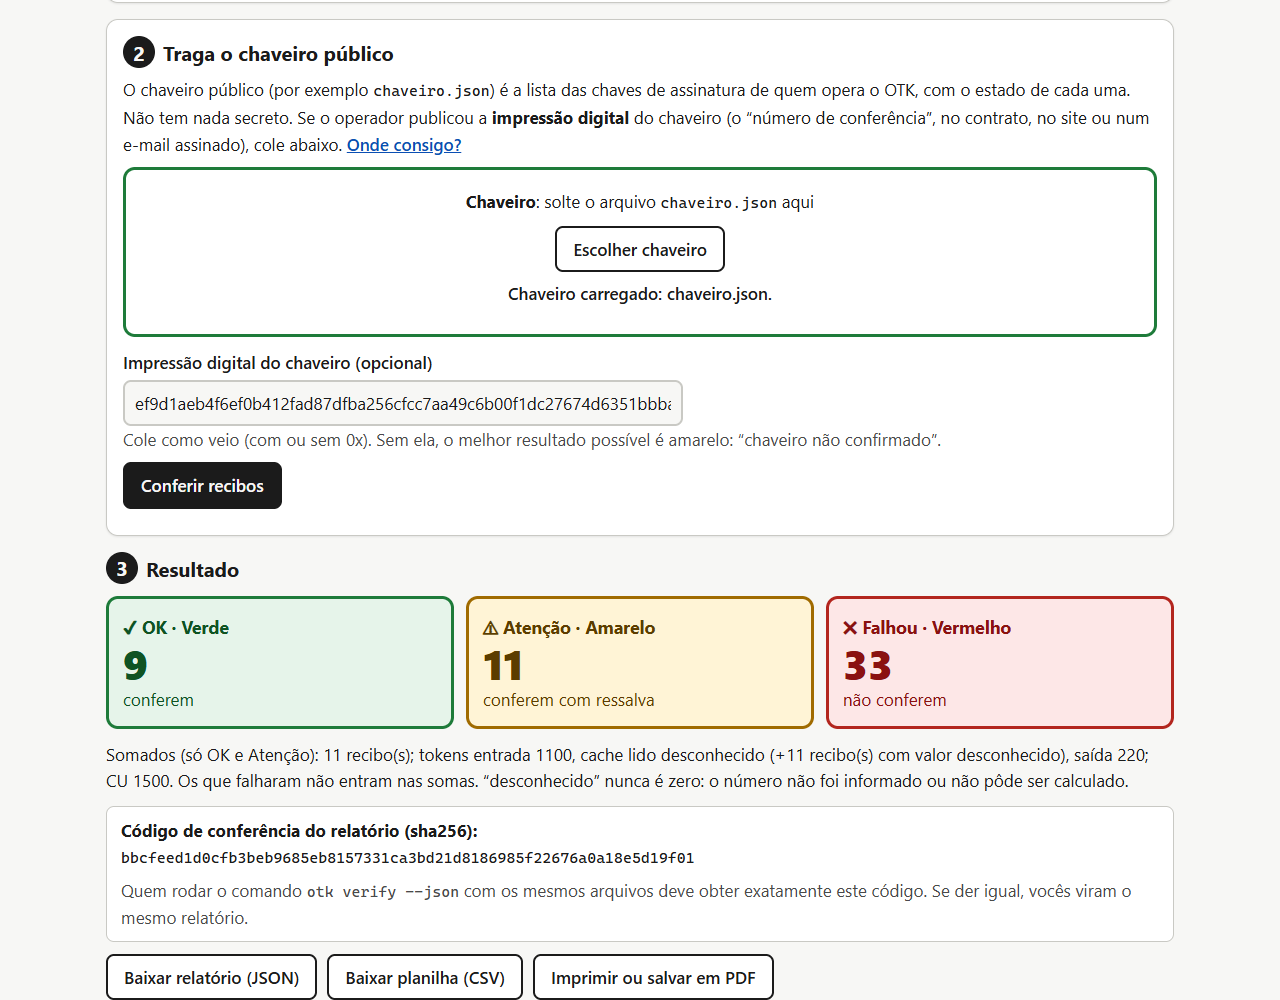 2 Traga o chaveiro público
O chaveiro público (por exemplo chaveiro.json) é a lista das chaves de assinatura de quem opera o OTK, com o estado de cada uma.
Não tem nada secreto. Se o operador publicou a impressão digital do chaveiro (o “número de conferência”, no contrato, no site ou num
e-mail assinado), cole abaixo. Onde consigo?
Chaveiro: solte o arquivo chaveiro.json aqui
Escolher chaveiro
Chaveiro carregado: chaveiro.json.
Impressão digital do chaveiro (opcional)
ef9d1aeb4f6ef0b412fad87dfba256cfcc7aa49c6b00f1dc27674d6351bbba
Cole como veio (com ou sem 0x). Sem ela, o melhor resultado possível é amarelo: “chaveiro não confirmado”.
Conferir recibos
3 Resultado
✓ OK · Verde
9
conferem
⚠ Atenção · Amarelo
11
conferem com ressalva
✕ Falhou · Vermelho
33
não conferem
Somados (só OK e Atenção): 11 recibo(s); tokens entrada 1100, cache lido desconhecido (+11 recibo(s) com valor desconhecido), saída 220;
CU 1500. Os que falharam não entram nas somas. “desconhecido” nunca é zero: o número não foi informado ou não pôde ser calculado.
Código de conferência do relatório (sha256):
bbcfeed1d0cfb3beb9685eb8157331ca3bd21d8186985f22676a0a18e5d19f01
Quem rodar o comando otk verify --json com os mesmos arquivos deve obter exatamente este código. Se der igual, vocês viram o
mesmo relatório.
Baixar relatório (JSON)
Baixar planilha (CSV)
Imprimir ou salvar em PDF